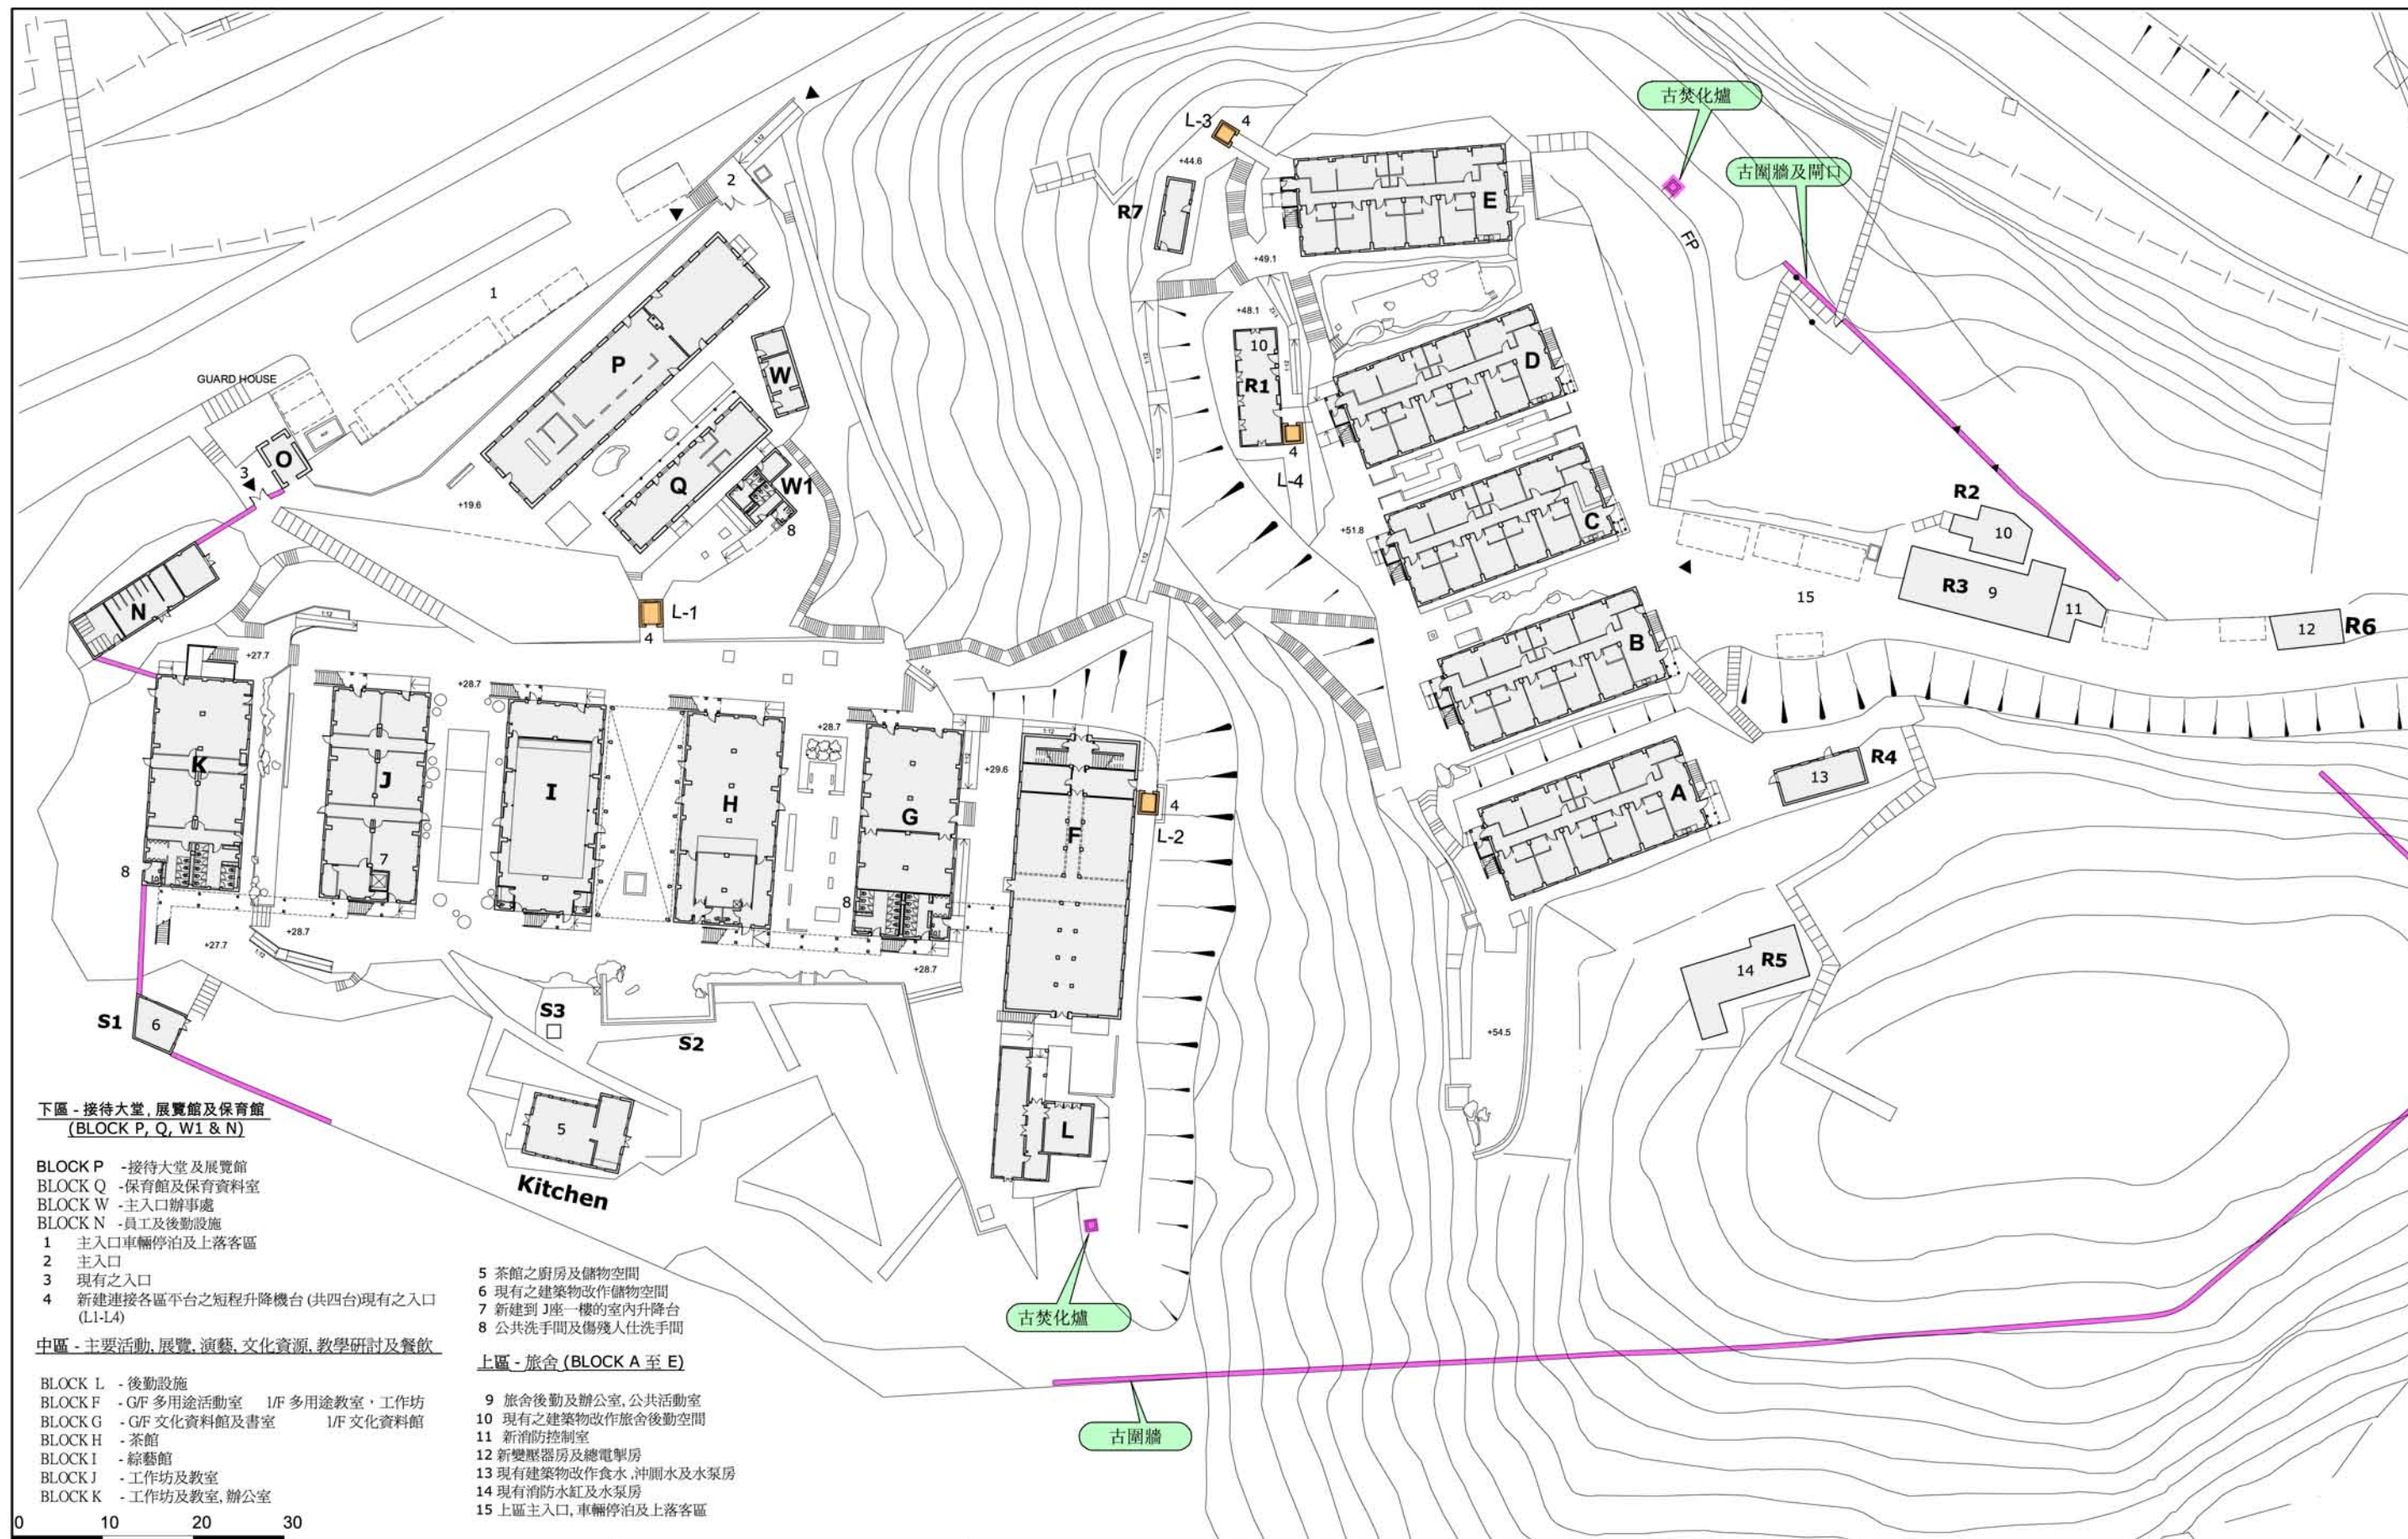 古焚化爐
L-3
4
+44.6
古圍牆及閘口
2
1:12
R7
E
FP
+49.1
1
+48.1
P
10
R1
1:12
D
GUARD HOUSE
W
O
3
4
L-4
Q
W1
8
+19.6
+51.8
C
R2
10
R3
9
11
15
12
R6
N
L-1
4
B
+27.7
1:12
+28.7
+28.7
1:12
+29.6
R4
13
K
J
I
H
G
F
4
L-2
A
7
8
8
+27.7
+28.7
1:12
+28.7
14
R5
S1
6
S3
S2
+54.5
5
Kitchen
L
古焚化爐
古圍牆
下區 - 接待大堂, 展覽館及保育館
(BLOCK P, Q, W1 & N)
BLOCK P -接待大堂及展覽館
BLOCK Q -保育館及保育資料室
BLOCK W -主入口辦事處
BLOCK N -員工及後勤設施
1 主入口車輛停泊及上落客區
2 主入口
3 現有之入口
4 新建連接各區平台之短程升降機台 (共四台)現有之入口
(L1-L4)
中區 - 主要活動, 展覽, 演藝, 文化資源, 教學研討及餐飲
BLOCK L - 後勤設施
BLOCK F - G/F 多用途活動室 1/F 多用途教室，工作坊
BLOCK G - G/F 文化資料館及書室 1/F 文化資料館
BLOCK H - 茶館
BLOCK I - 綜藝館
BLOCK J - 工作坊及教室
BLOCK K - 工作坊及教室, 辦公室
5 茶館之廚房及儲物空間
6 現有之建築物改作儲物空間
7 新建到 J座一樓的室內升降台
8 公共洗手間及傷殘人仕洗手間
上區 - 旅舍 (BLOCK A 至 E)
9 旅舍後勤及辦公室, 公共活動室
10 現有之建築物改作旅舍後勤空間
11 新消防控制室
12 新變壓器房及總電掣房
13 現有建築物改作食水 ,沖厠水及水泵房
14 現有消防水缸及水泵房
15 上區主入口, 車輛停泊及上落客區
0 10 20 30